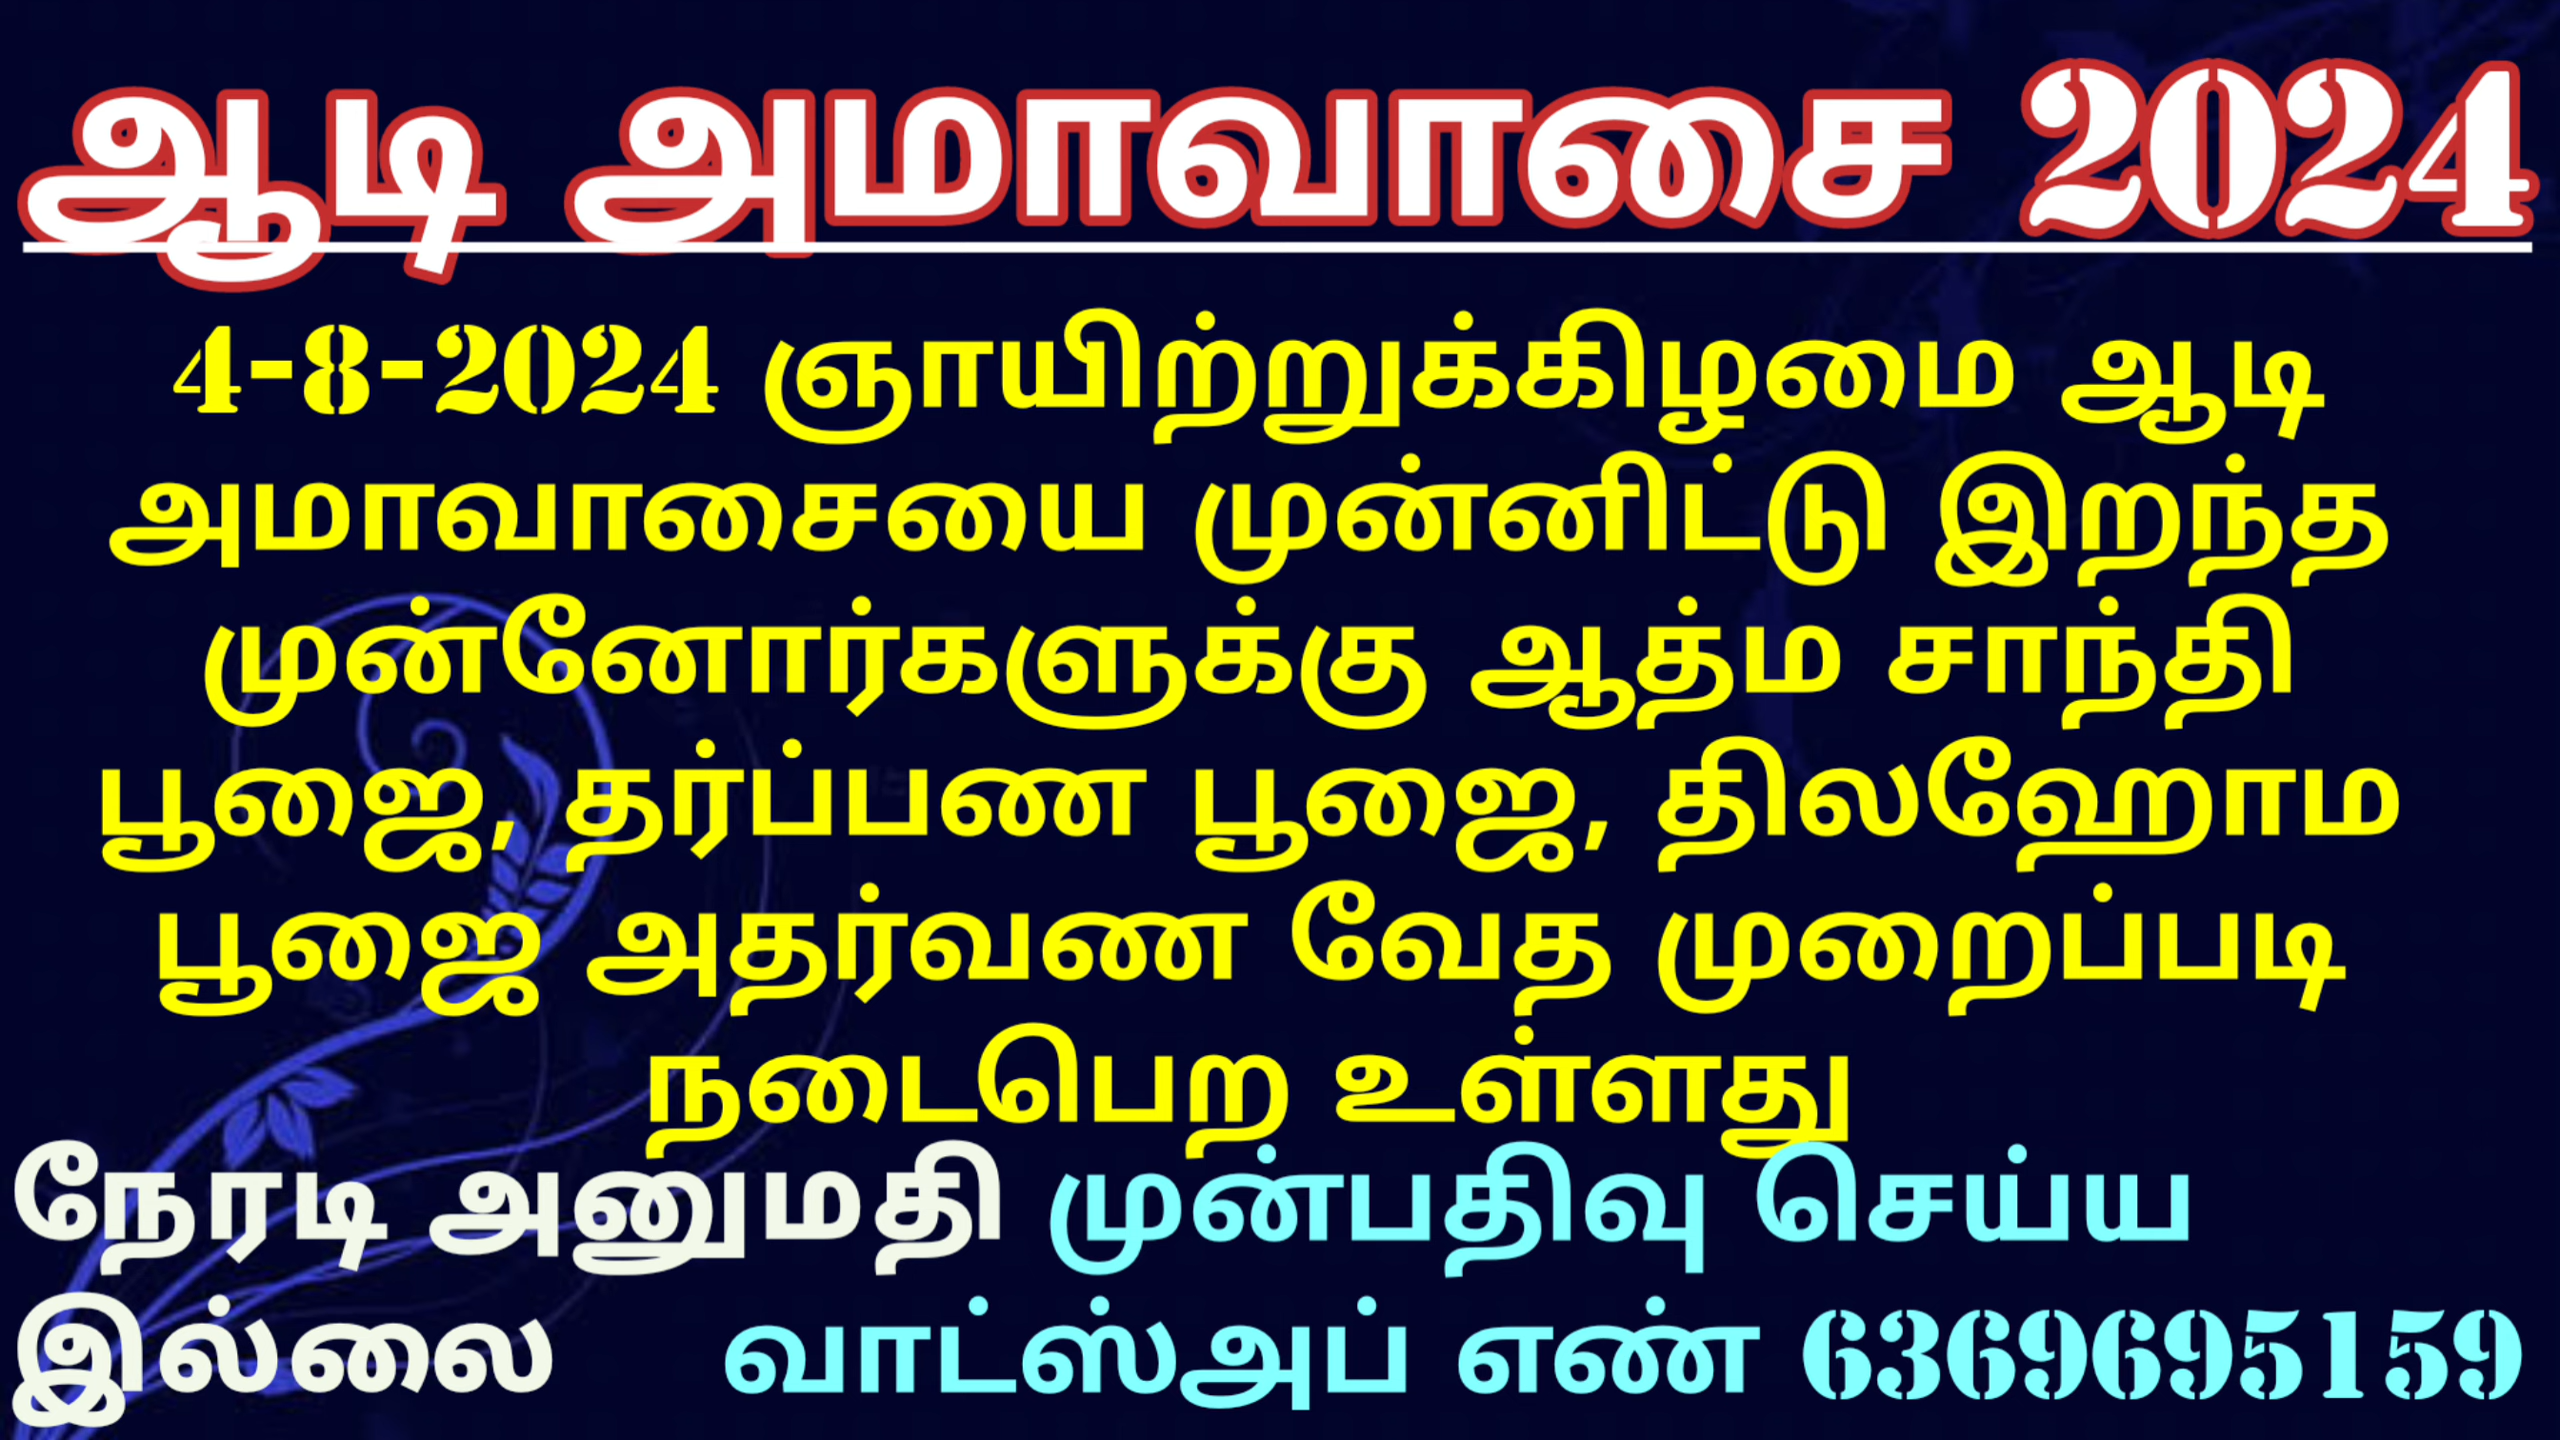 ஆடி அமாவாசை 2024
4-8-2024 ஞாயிற்றுக்கிழமை ஆடி
அமாவாசையை முன்னிட்டு இறந்த
முன்னோர்களுக்கு ஆத்ம சாந்தி
பூஜை, தர்ப்பண பூஜை, திலஹோம
பூஜை அதர்வண வேத முறைப்படி
நடைபெற உள்ளது
நேரடி அனுமதி
இல்லை
முன்பதிவு செய்ய
வாட்ஸ்அப் எண் 6369695159